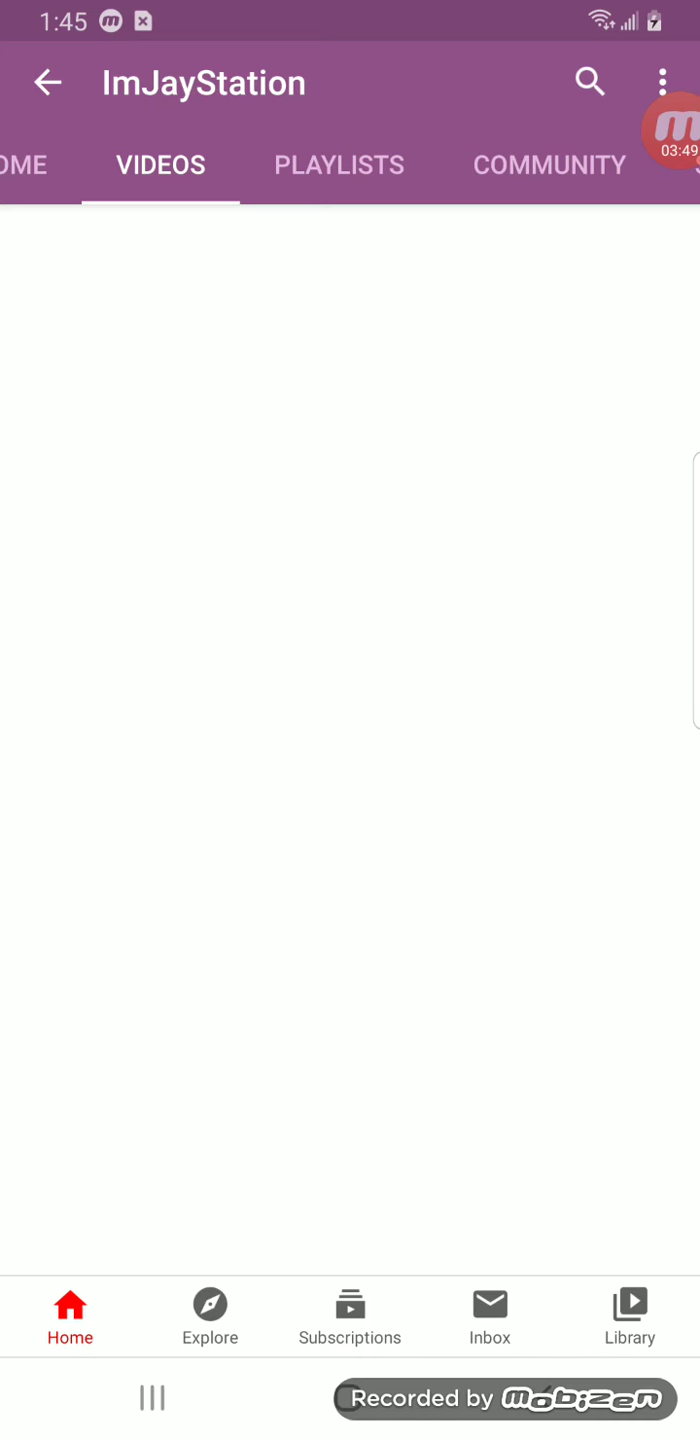 1:45
ImJayStation
OME VIDEOS PLAYLISTS COMMUNITY
03:49
Home Explore Subscriptions Inbox Library
Recorded by mobizen